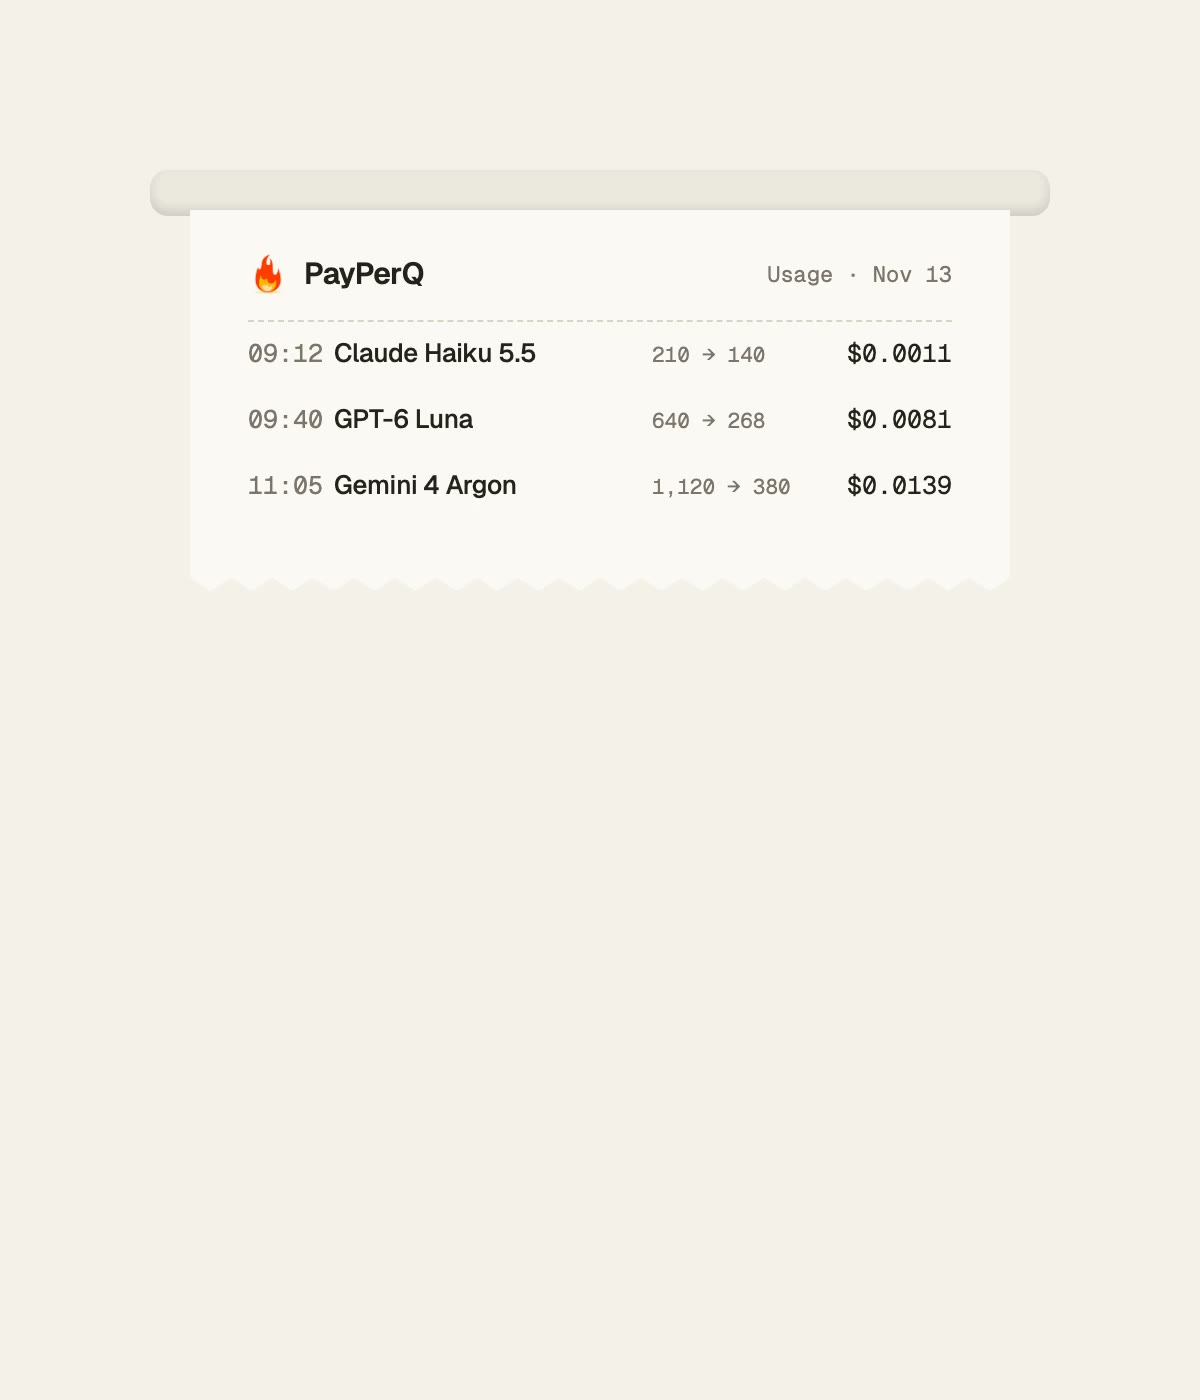 PayPerQ Usage · Nov 13
09:12 Claude Haiku 5.5 210 → 140 $0.0011
09:40 GPT-6 Luna 640 → 268 $0.0081
11:05 Gemini 4 Argon 1,120 → 380 $0.0139